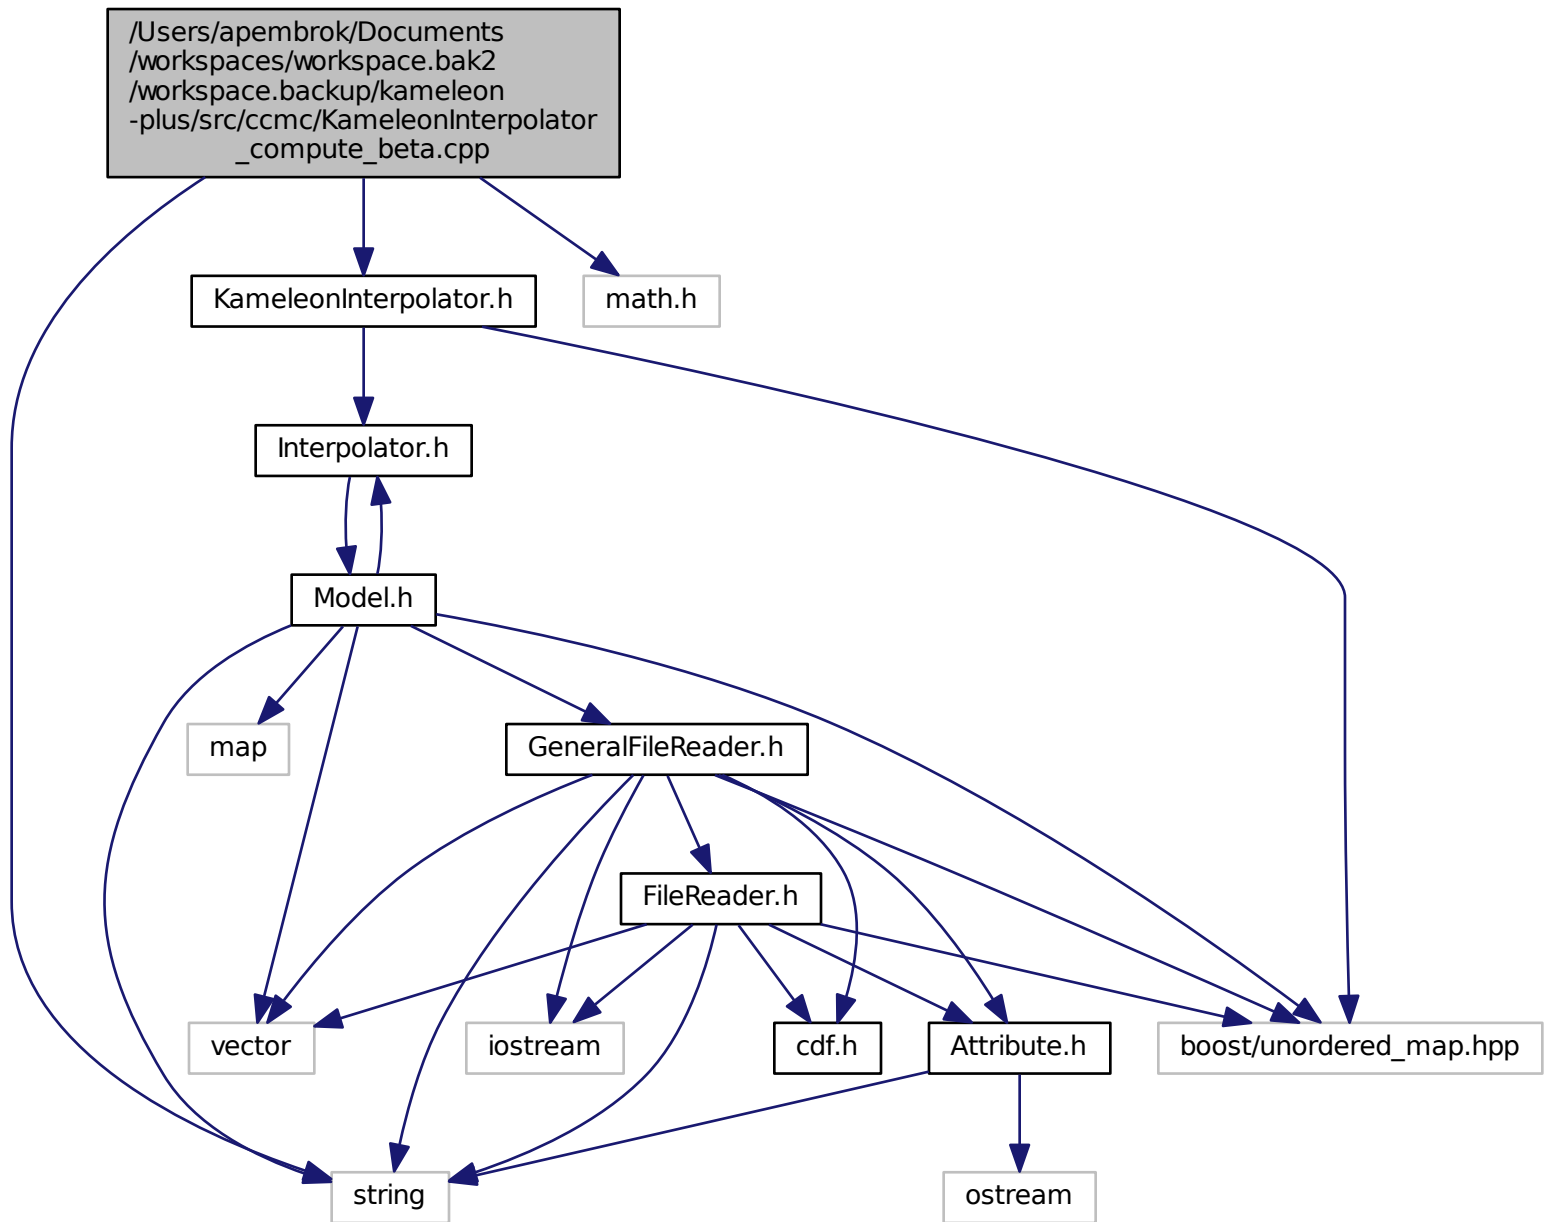 /Users/apembrok/Documents
/workspaces/workspace.bak2
/workspace.backup/kameleon
-plus/src/ccmc/KameleonInterpolator
_compute_beta.cpp
KameleonInterpolator.h
math.h
Interpolator.h
Model.h
map
GeneralFileReader.h
FileReader.h
vector
iostream
cdf.h
Attribute.h
boost/unordered_map.hpp
string
ostream